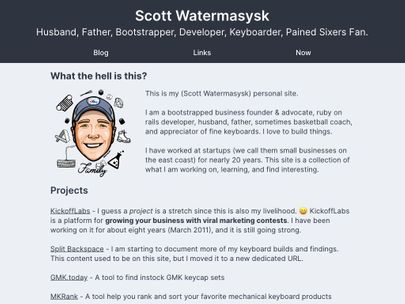 Scott Watermasysk
Husband, Father, Bootstrapper, Developer, Keyboarder, Pained Sixers Fan.
Blog Links Now
What the hell is this?
This is my (Scott Watermasysk) personal site.
I am a bootstrapped business founder & advocate, ruby on
rails developer, husband, father, sometimes basketball coach,
and appreciator of fine keyboards. I love to build things.
I have worked at startups (we call them small businesses on
the east coast) for nearly 20 years. This site is a collection of
what I am working on, learning, and find interesting.
Family
Projects
KickoffLabs - I guess a project is a stretch since this is also my livelihood. 😀 KickoffLabs
is a platform for growing your business with viral marketing contests. I have been
working on it for about eight years (March 2011), and it is still going strong.
Split Backspace - I am starting to document more of my keyboard builds and findings.
This content used to be on this site, but I moved it to a new dedicated URL.
GMK.today - A tool to find instock GMK keycap sets
MKRank - A tool help you rank and sort your favorite mechanical keyboard products